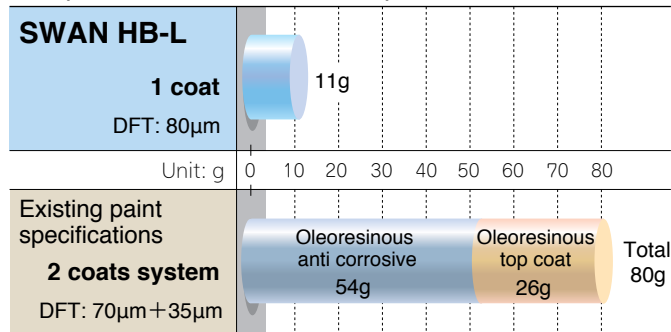 SWAN HB-L
1 coat
DFT: 80μm
11g
Unit: g 0 10 20 30 40 50 60 70 80
Existing paint
specifications
2 coats system
DFT: 70μm＋35μm
Oleoresinous
anti corrosive
54g
Oleoresinous
top coat
26g
Total
80g